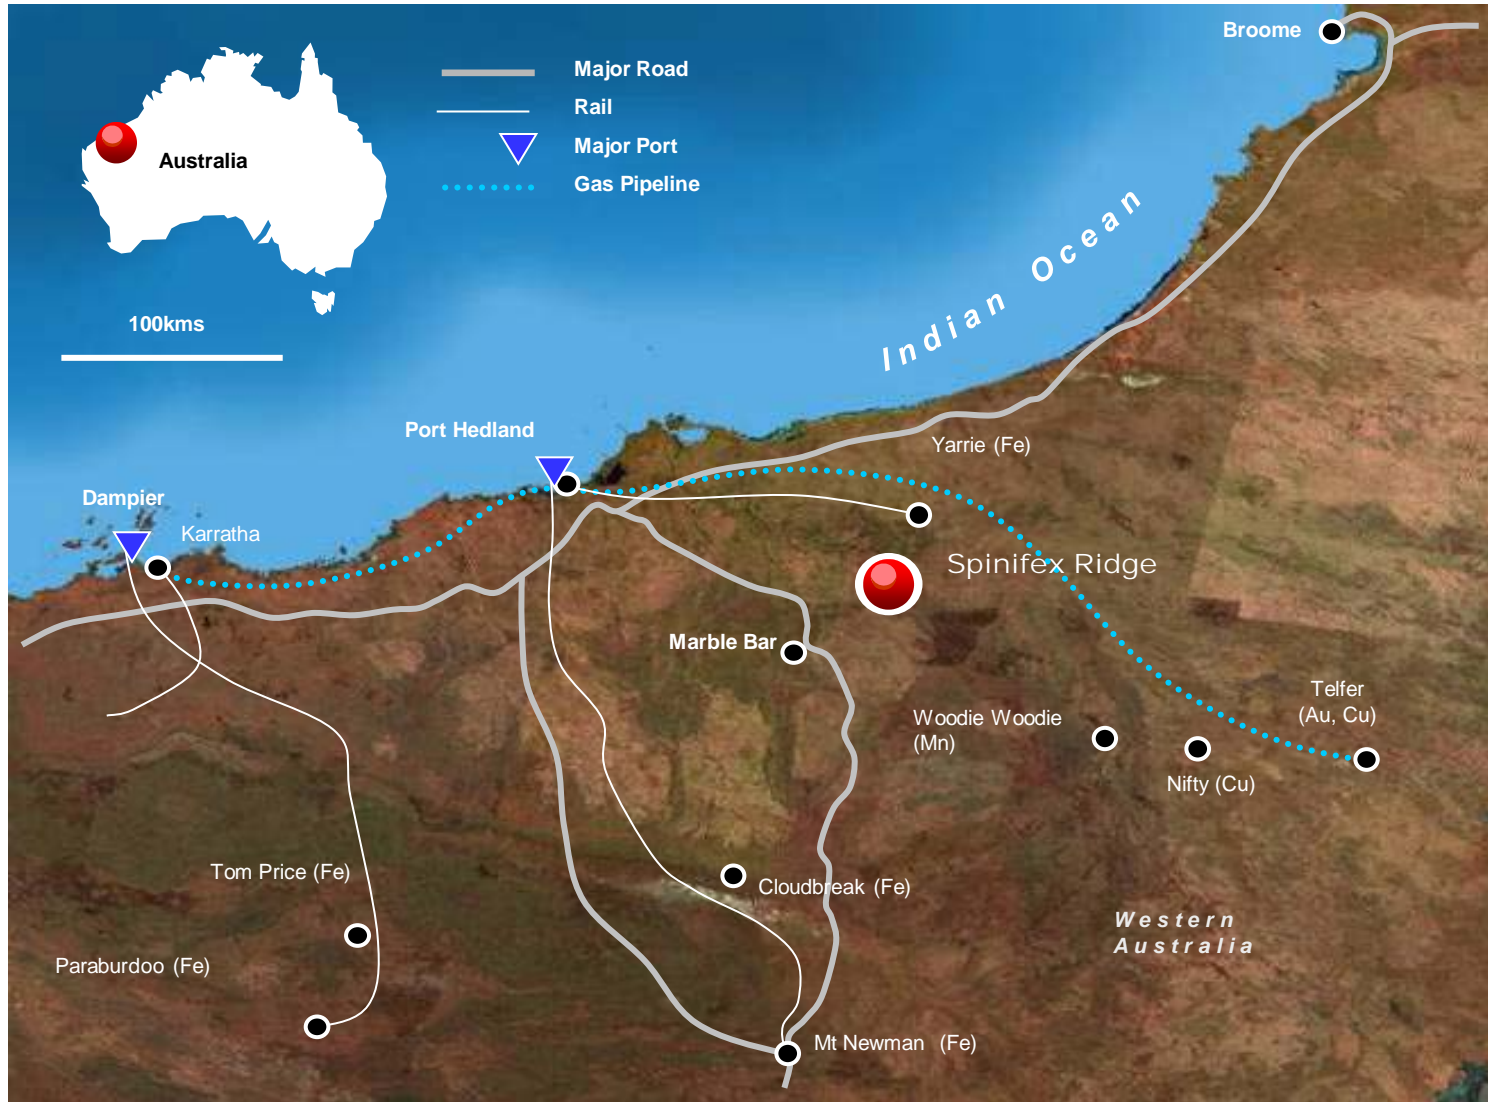 Broome
Major Road
Rail
Major Port
Gas Pipeline
Australia
Indian Ocean
100kms
Port Hedland
Yarrie (Fe)
Dampier
Karratha
Spinifex Ridge
Marble Bar
Telfer
(Au, Cu)
Woodie Woodie
(Mn)
Nifty (Cu)
Tom Price (Fe)
Cloudbreak (Fe)
Western
Australia
Paraburdoo (Fe)
Mt Newman (Fe)